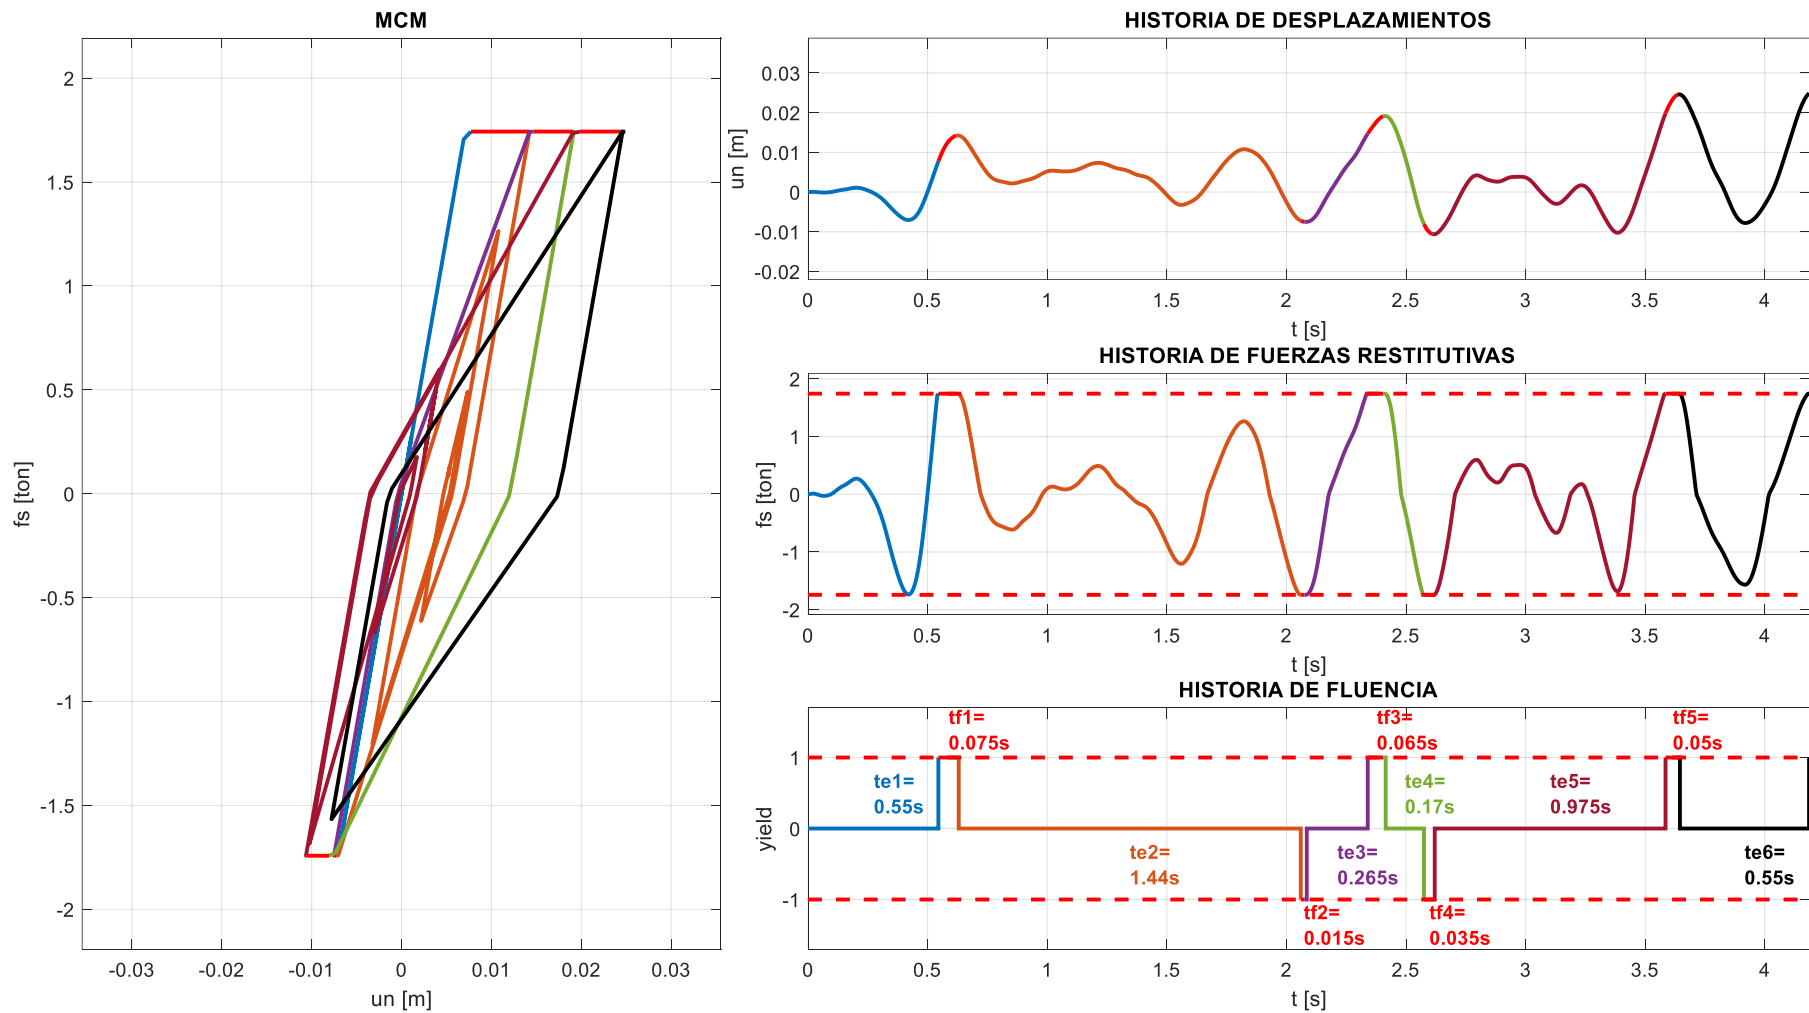 MCM
2
1.5
1
0.5
0
-0.5
-1
-1.5
-2
fs [ton]
-0.03 -0.02 -0.01 0 0.01 0.02 0.03
un [m]
HISTORIA DE DESPLAZAMIENTOS
0.03
0.02
0.01
0
-0.01
-0.02
un [m]
0 0.5 1 1.5 2 2.5 3 3.5 4
t [s]
HISTORIA DE FUERZAS RESTITUTIVAS
2
1
0
-1
-2
fs [ton]
0 0.5 1 1.5 2 2.5 3 3.5 4
t [s]
HISTORIA DE FLUENCIA
1
0
-1
yield
tf1=
0.075s
tf3=
0.065s
tf5=
0.05s
te1=
0.55s
te4=
0.17s
te5=
0.975s
te2=
1.44s
te3=
0.265s
te6=
0.55s
tf2=
0.015s
tf4=
0.035s
0 0.5 1 1.5 2 2.5 3 3.5 4
t [s]